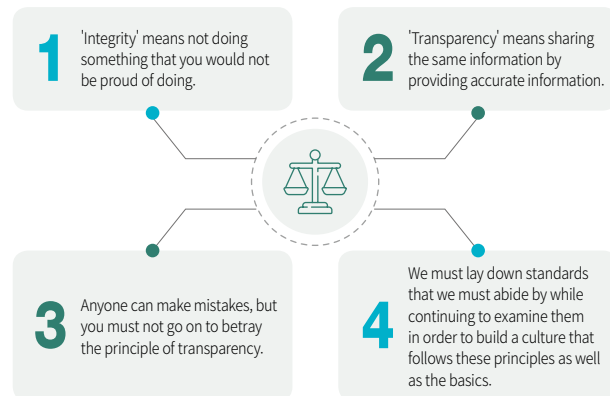 1
'Integrity' means not doing
something that you would not
be proud of doing.
2
'Transparency' means sharing
the same information by
providing accurate information.
3
Anyone can make mistakes, but
you must not go on to betray
the principle of transparency.
4
We must lay down standards
that we must abide by while
continuing to examine them
in order to build a culture that
follows these principles as well
as the basics.